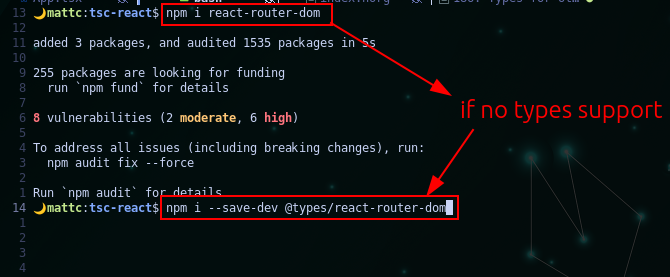 13 🌙mattc:tsc-react$ npm i react-router-dom
12
11 added 3 packages, and audited 1535 packages in 5s
10
9 255 packages are looking for funding
8 run `npm fund` for details
7
6 8 vulnerabilities (2 moderate, 6 high)
5
4 To address all issues (including breaking changes), run:
3 npm audit fix --force
2
1 Run `npm audit` for details
14 🌙mattc:tsc-react$ npm i --save-dev @types/react-router-dom
1
2
3
4
if no types support